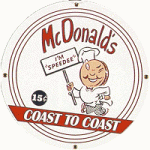 McDonald's
I'M
"SPEEDEE"
15¢
COAST TO COAST